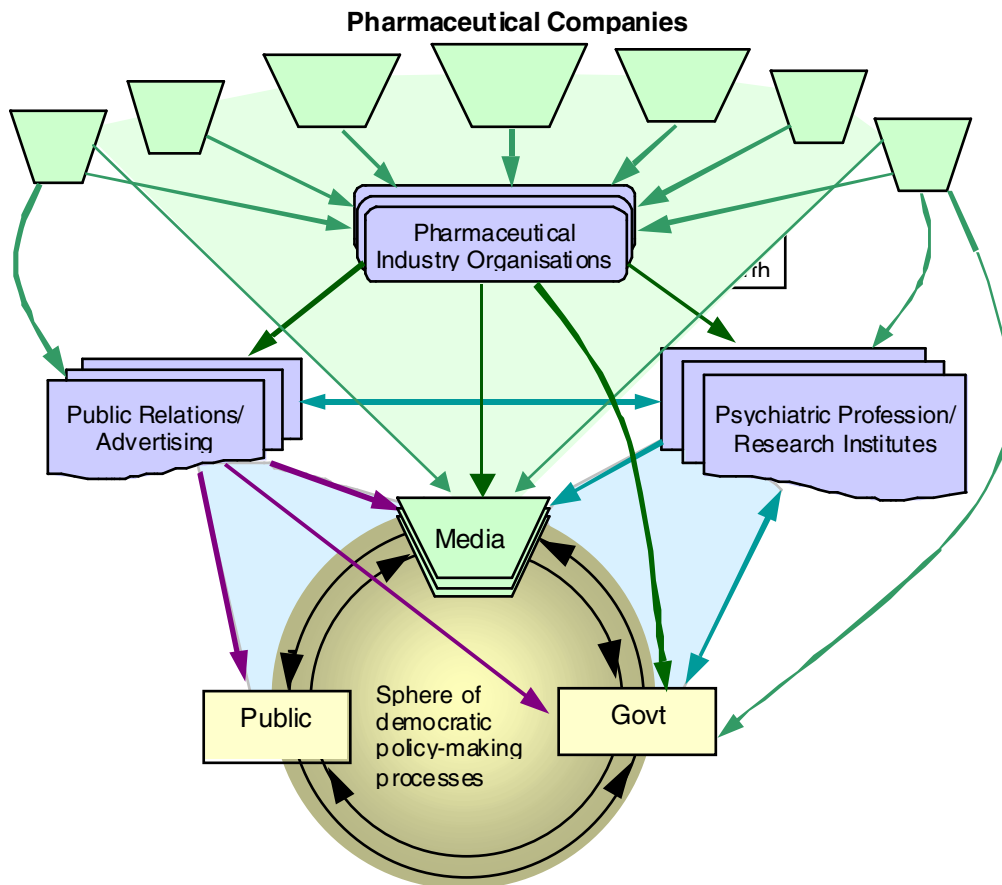 Pharmaceutical Companies
Pharmaceutical
Industry Organisations
Public Relations/
Advertising
Psychiatric Profession/
Research Institutes
Media
Public
Govt
Sphere of
democratic
policy-making
processes